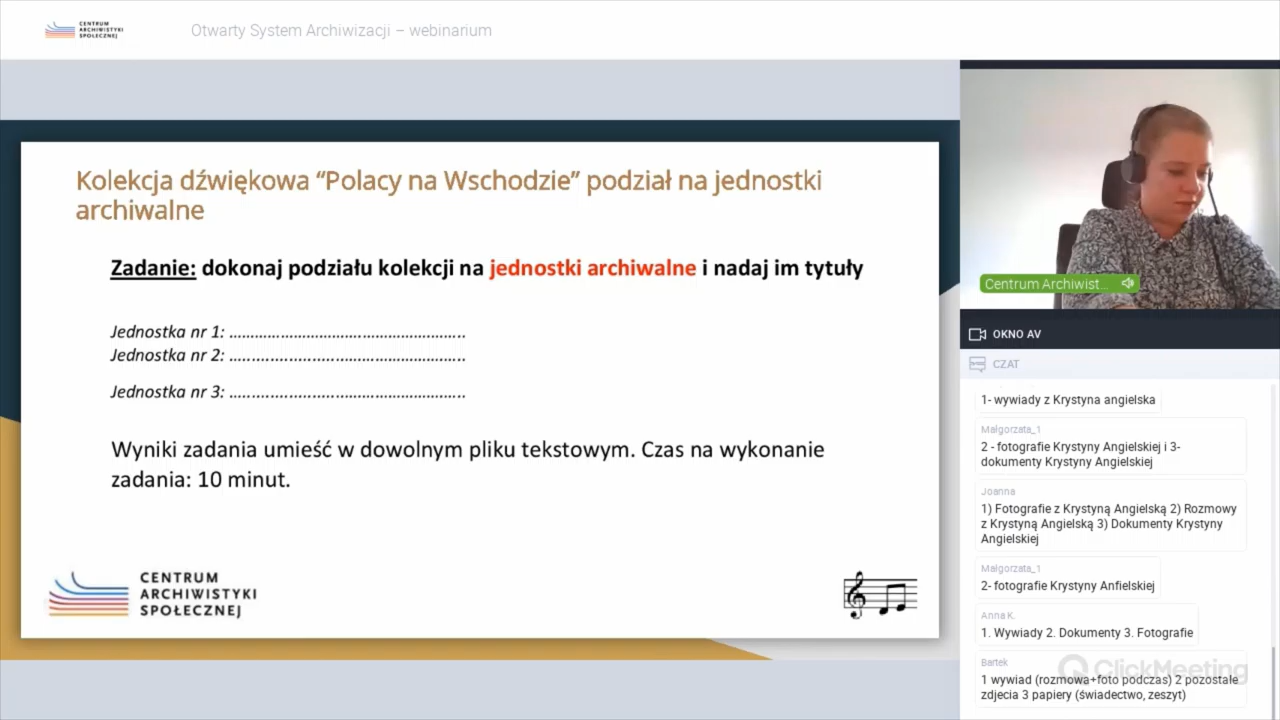 CENTRUM
ARCHIWISTYKI
SPOŁECZNEJ
Otwarty System Archiwizacji – webinarium
Kolekcja dźwiękowa “Polacy na Wschodzie” podział na jednostki
archiwalne
Zadanie: dokonaj podziału kolekcji na jednostki archiwalne i nadaj im tytuły
Jednostka nr 1: ......................................................
Jednostka nr 2: ......................................................
Jednostka nr 3: ......................................................
Wyniki zadania umieść w dowolnym pliku tekstowym. Czas na wykonanie
zadania: 10 minut.
CENTRUM
ARCHIWISTYKI
SPOŁECZNEJ
Centrum Archiwist...
OKNO AV
CZAT
1- wywiady z Krystyna angielska
Małgorzata_1
2 - fotografie Krystyny Angielskiej i 3-
dokumenty Krystyny Angielskiej
Joanna
1) Fotografie z Krystyną Angielską 2) Rozmowy
z Krystyną Angielską 3) Dokumenty Krystyny
Angielskiej
Małgorzata_1
2- fotografie Krystyny Anfielskiej
Anna K.
1. Wywiady 2. Dokumenty 3. Fotografie
Bartek
1 wywiad (rozmowa+foto podczas) 2 pozostałe
zdjecia 3 papiery (świadectwo, zeszyt)
ClickMeeting